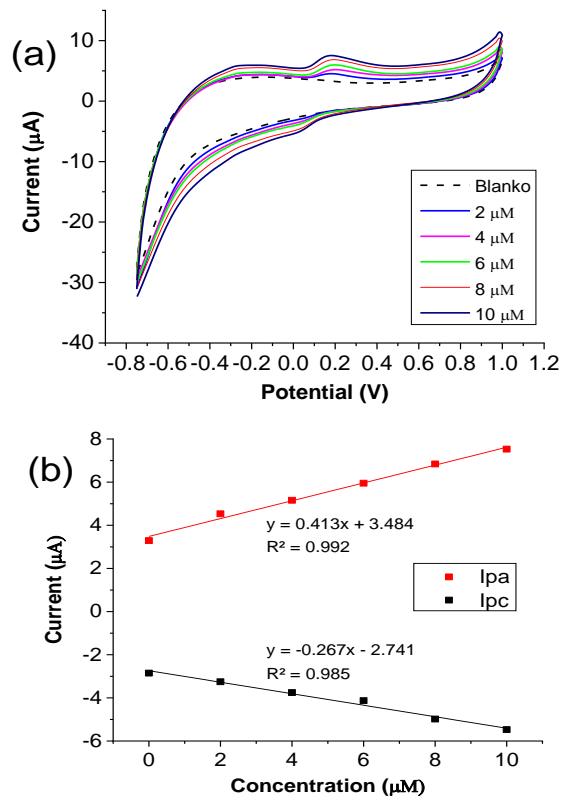 (a)
10
0
-10
-20
-30
-40
Current (µA)
Blanko
2 µM
4 µM
6 µM
8 µM
10 µM
-0.8 -0.6 -0.4 -0.2 0.0 0.2 0.4 0.6 0.8 1.0 1.2
Potential (V)
(b)
8
6
4
2
0
-2
-4
-6
Current (µA)
y = 0.413x + 3.484
R² = 0.992
Ipa
Ipc
y = -0.267x - 2.741
R² = 0.985
0 2 4 6 8 10
Concentration (µM)